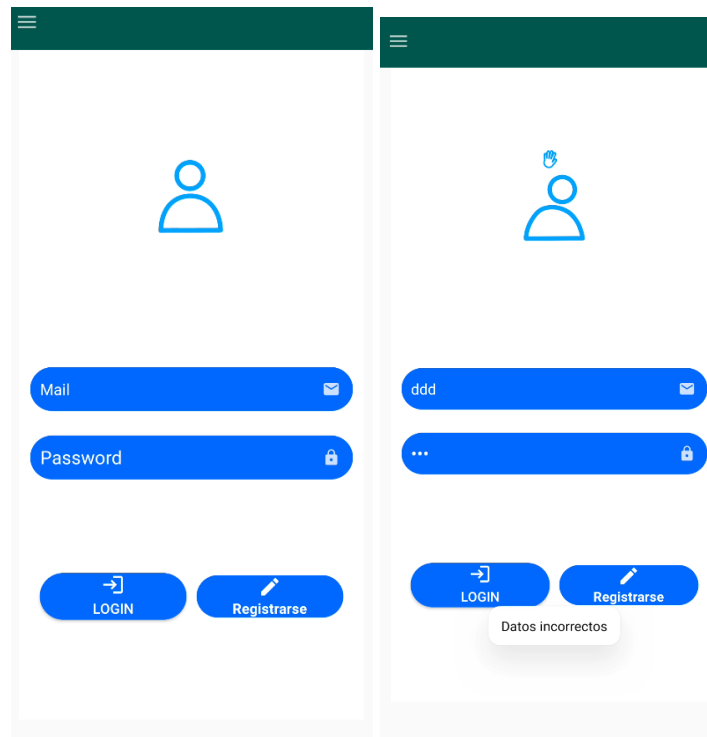 Mail
Password
LOGIN
Registrarse
ddd
•••
LOGIN
Registrarse
Datos incorrectos